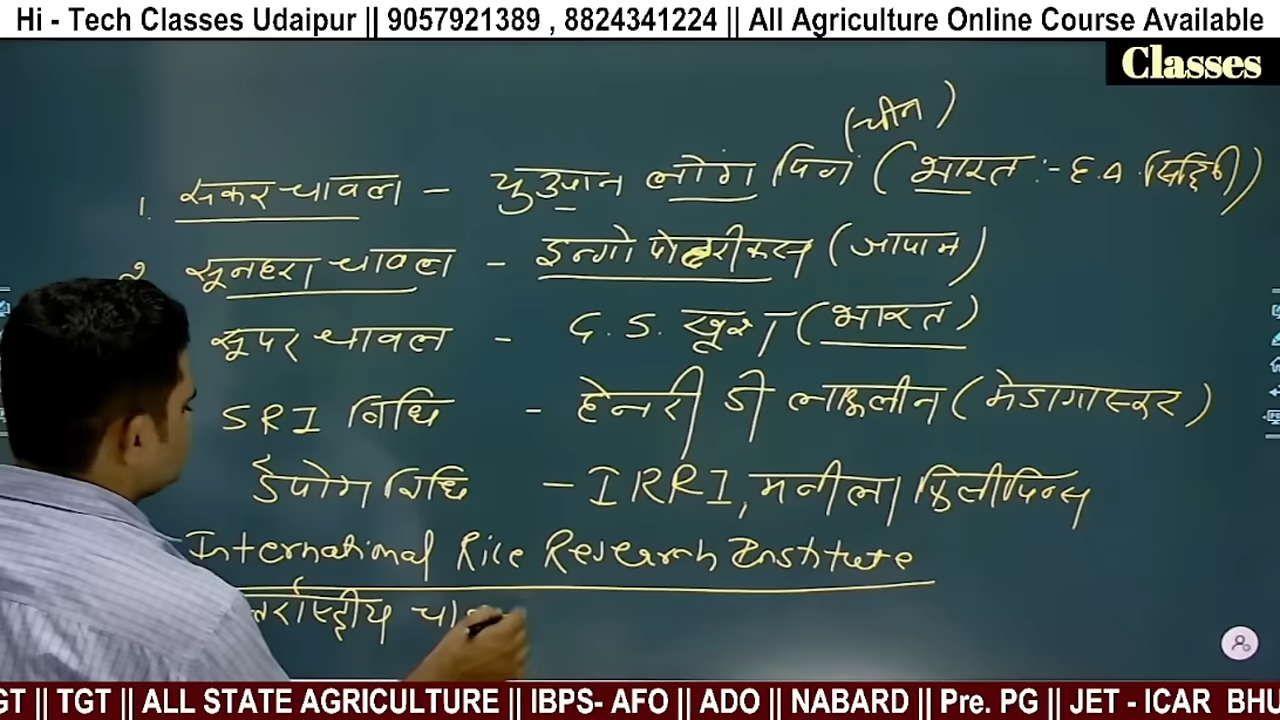 Hi - Tech Classes Udaipur || 9057921389 , 8824341224 || All Agriculture Online Course Available
Classes
(चीन)
1. सकर चावल - युआन लोंग पिंग (भारत :- E.A. सिद्दिकी)
2. सूनहरा चावल - इन्गो पोट्रीकस (जापान)
सूपर चावल - G.S. खूश (भारत)
SRI विधि - हेनरी डी लाऊलीन (मेडागास्कर)
डेपोग विधि - IRRI, मनीला फिलीपिन्स
International Rice Research Institute
चा
GT || TGT || ALL STATE AGRICULTURE || IBPS- AFO || ADO || NABARD || Pre. PG || JET - ICAR BHU